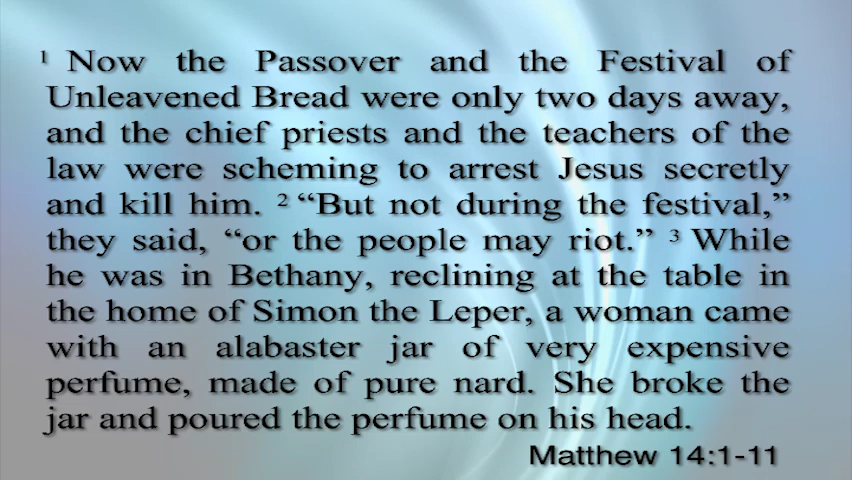 ¹ Now the Passover and the Festival of
Unleavened Bread were only two days away,
and the chief priests and the teachers of the
law were scheming to arrest Jesus secretly
and kill him. ² “But not during the festival,”
they said, “or the people may riot.” ³ While
he was in Bethany, reclining at the table in
the home of Simon the Leper, a woman came
with an alabaster jar of very expensive
perfume, made of pure nard. She broke the
jar and poured the perfume on his head.
Matthew 14:1-11